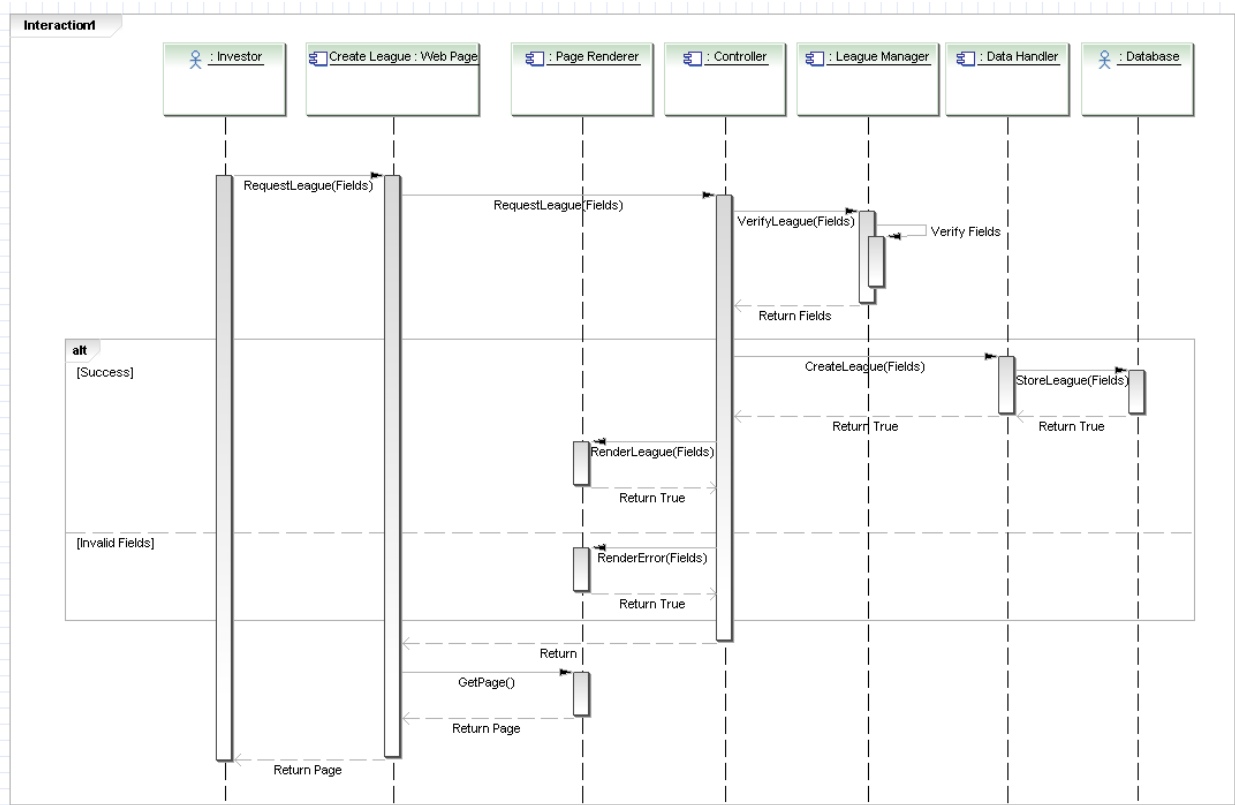 Interaction1
: Investor
Create League : Web Page
: Page Renderer
: Controller
: League Manager
: Data Handler
: Database
RequestLeague(Fields)
RequestLeague(Fields)
VerifyLeague(Fields)
Verify Fields
Return Fields
alt
[Success]
CreateLeague(Fields)
StoreLeague(Fields)
Return True
Return True
RenderLeague(Fields)
Return True
[Invalid Fields]
RenderError(Fields)
Return True
Return
GetPage()
Return Page
Return Page